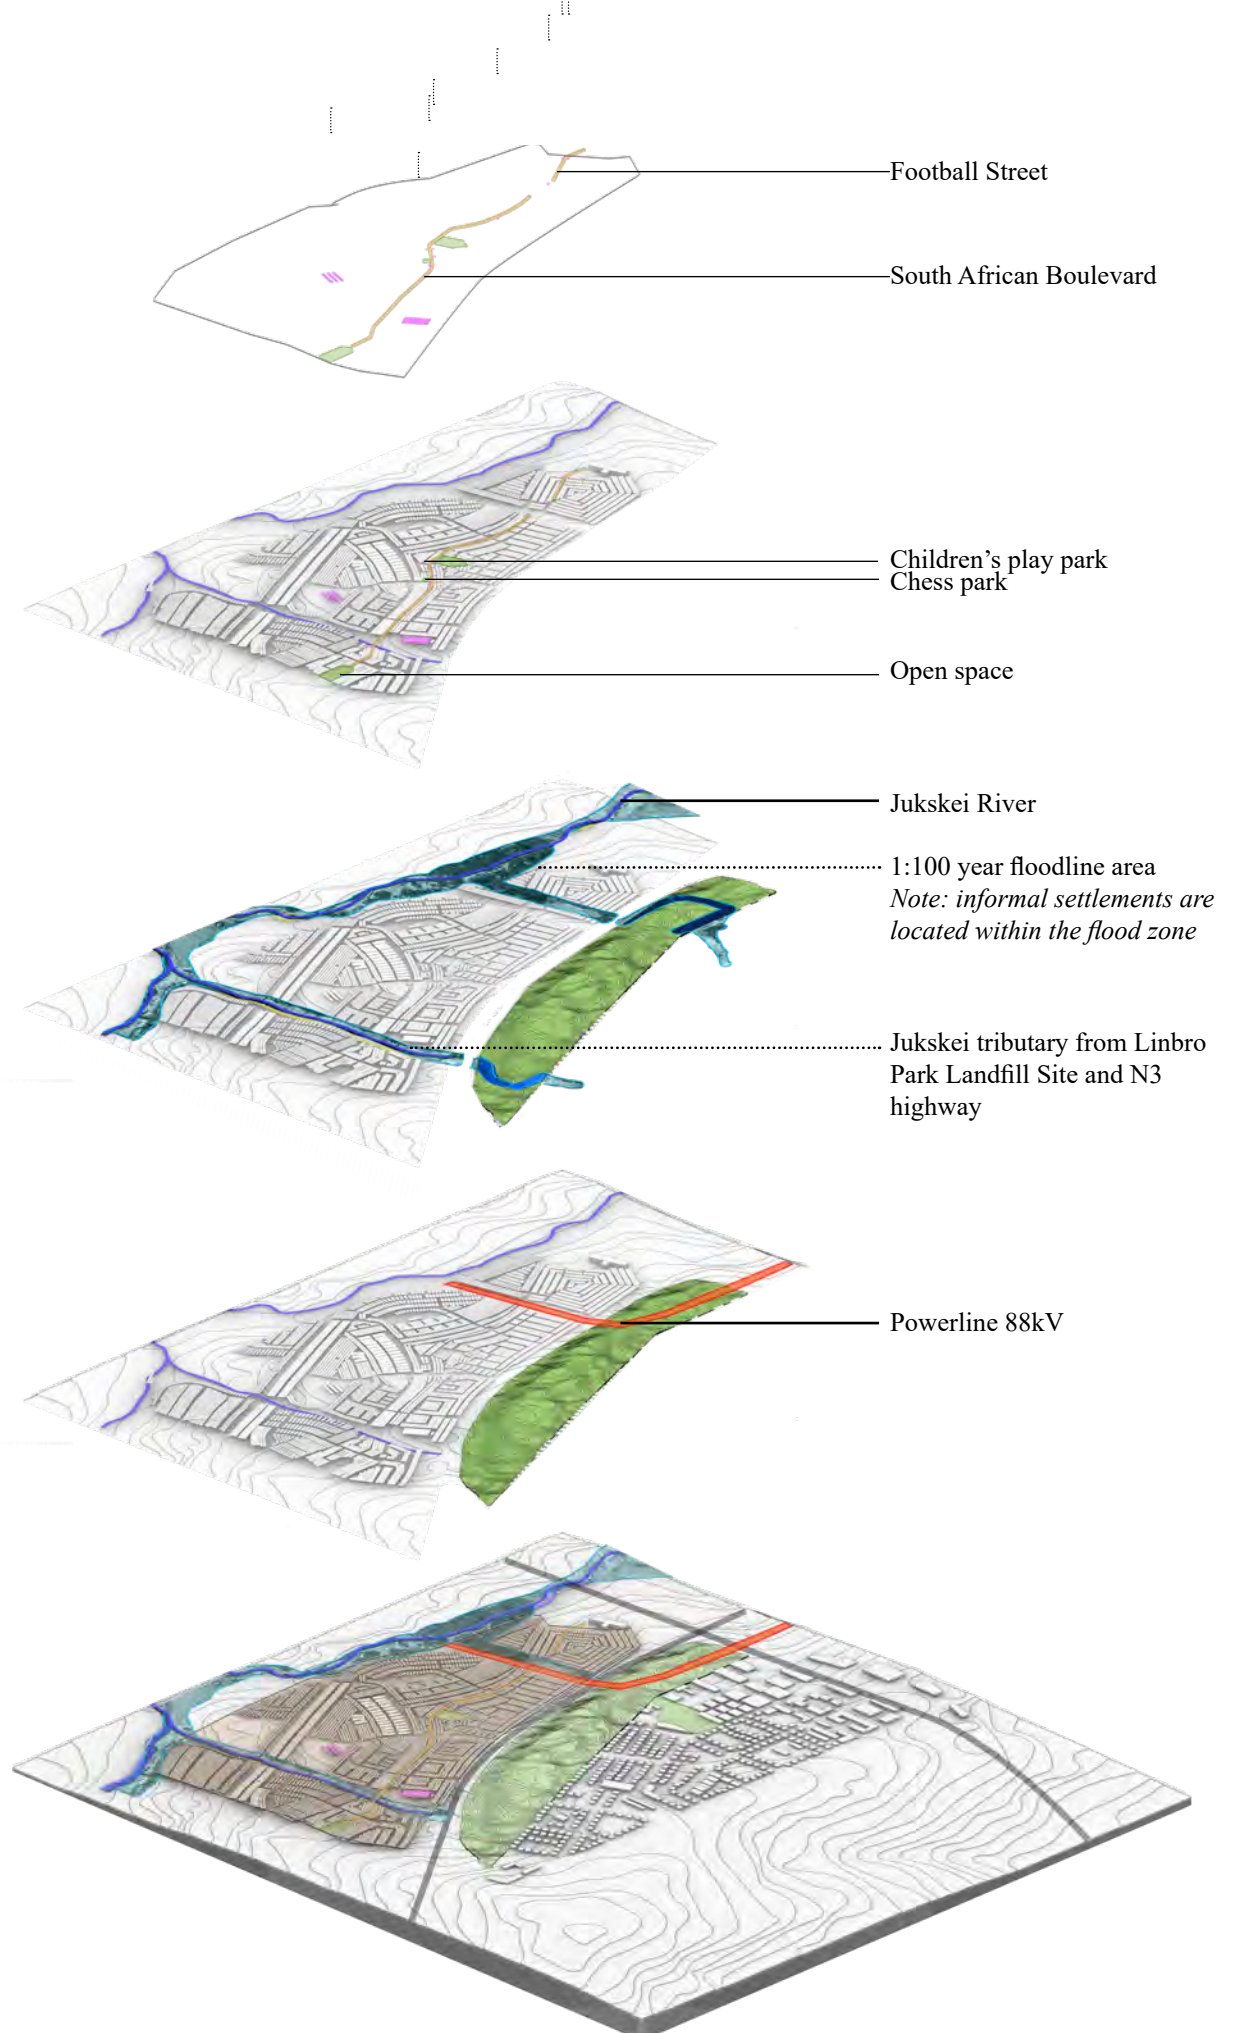 Football Street
South African Boulevard
Children’s play park
Chess park
Open space
Jukskei River
1:100 year floodline area
Note: informal settlements are
located within the flood zone
Jukskei tributary from Linbro
Park Landfill Site and N3
highway
Powerline 88kV